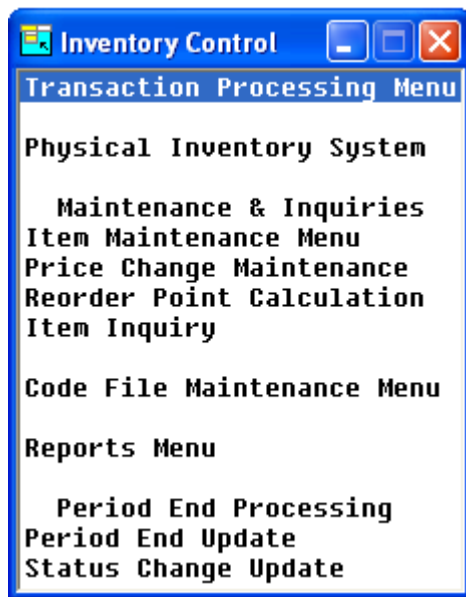 Inventory Control
Transaction Processing Menu
Physical Inventory System
Maintenance & Inquiries
Item Maintenance Menu
Price Change Maintenance
Reorder Point Calculation
Item Inquiry
Code File Maintenance Menu
Reports Menu
Period End Processing
Period End Update
Status Change Update